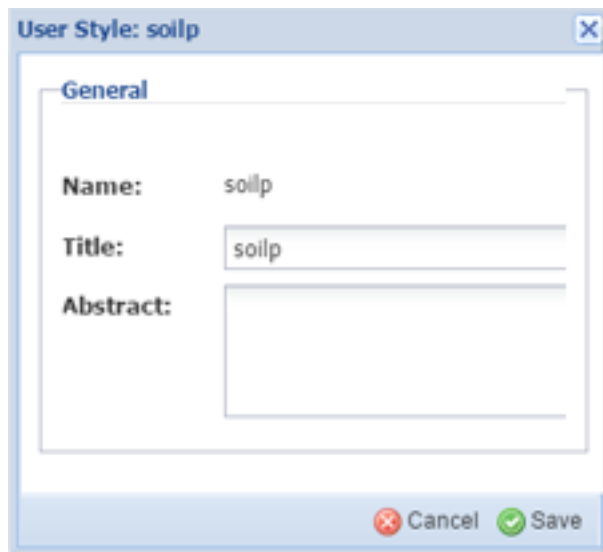 User Style: soilp
General
Name: soilp
Title: soilp
Abstract:
Cancel Save